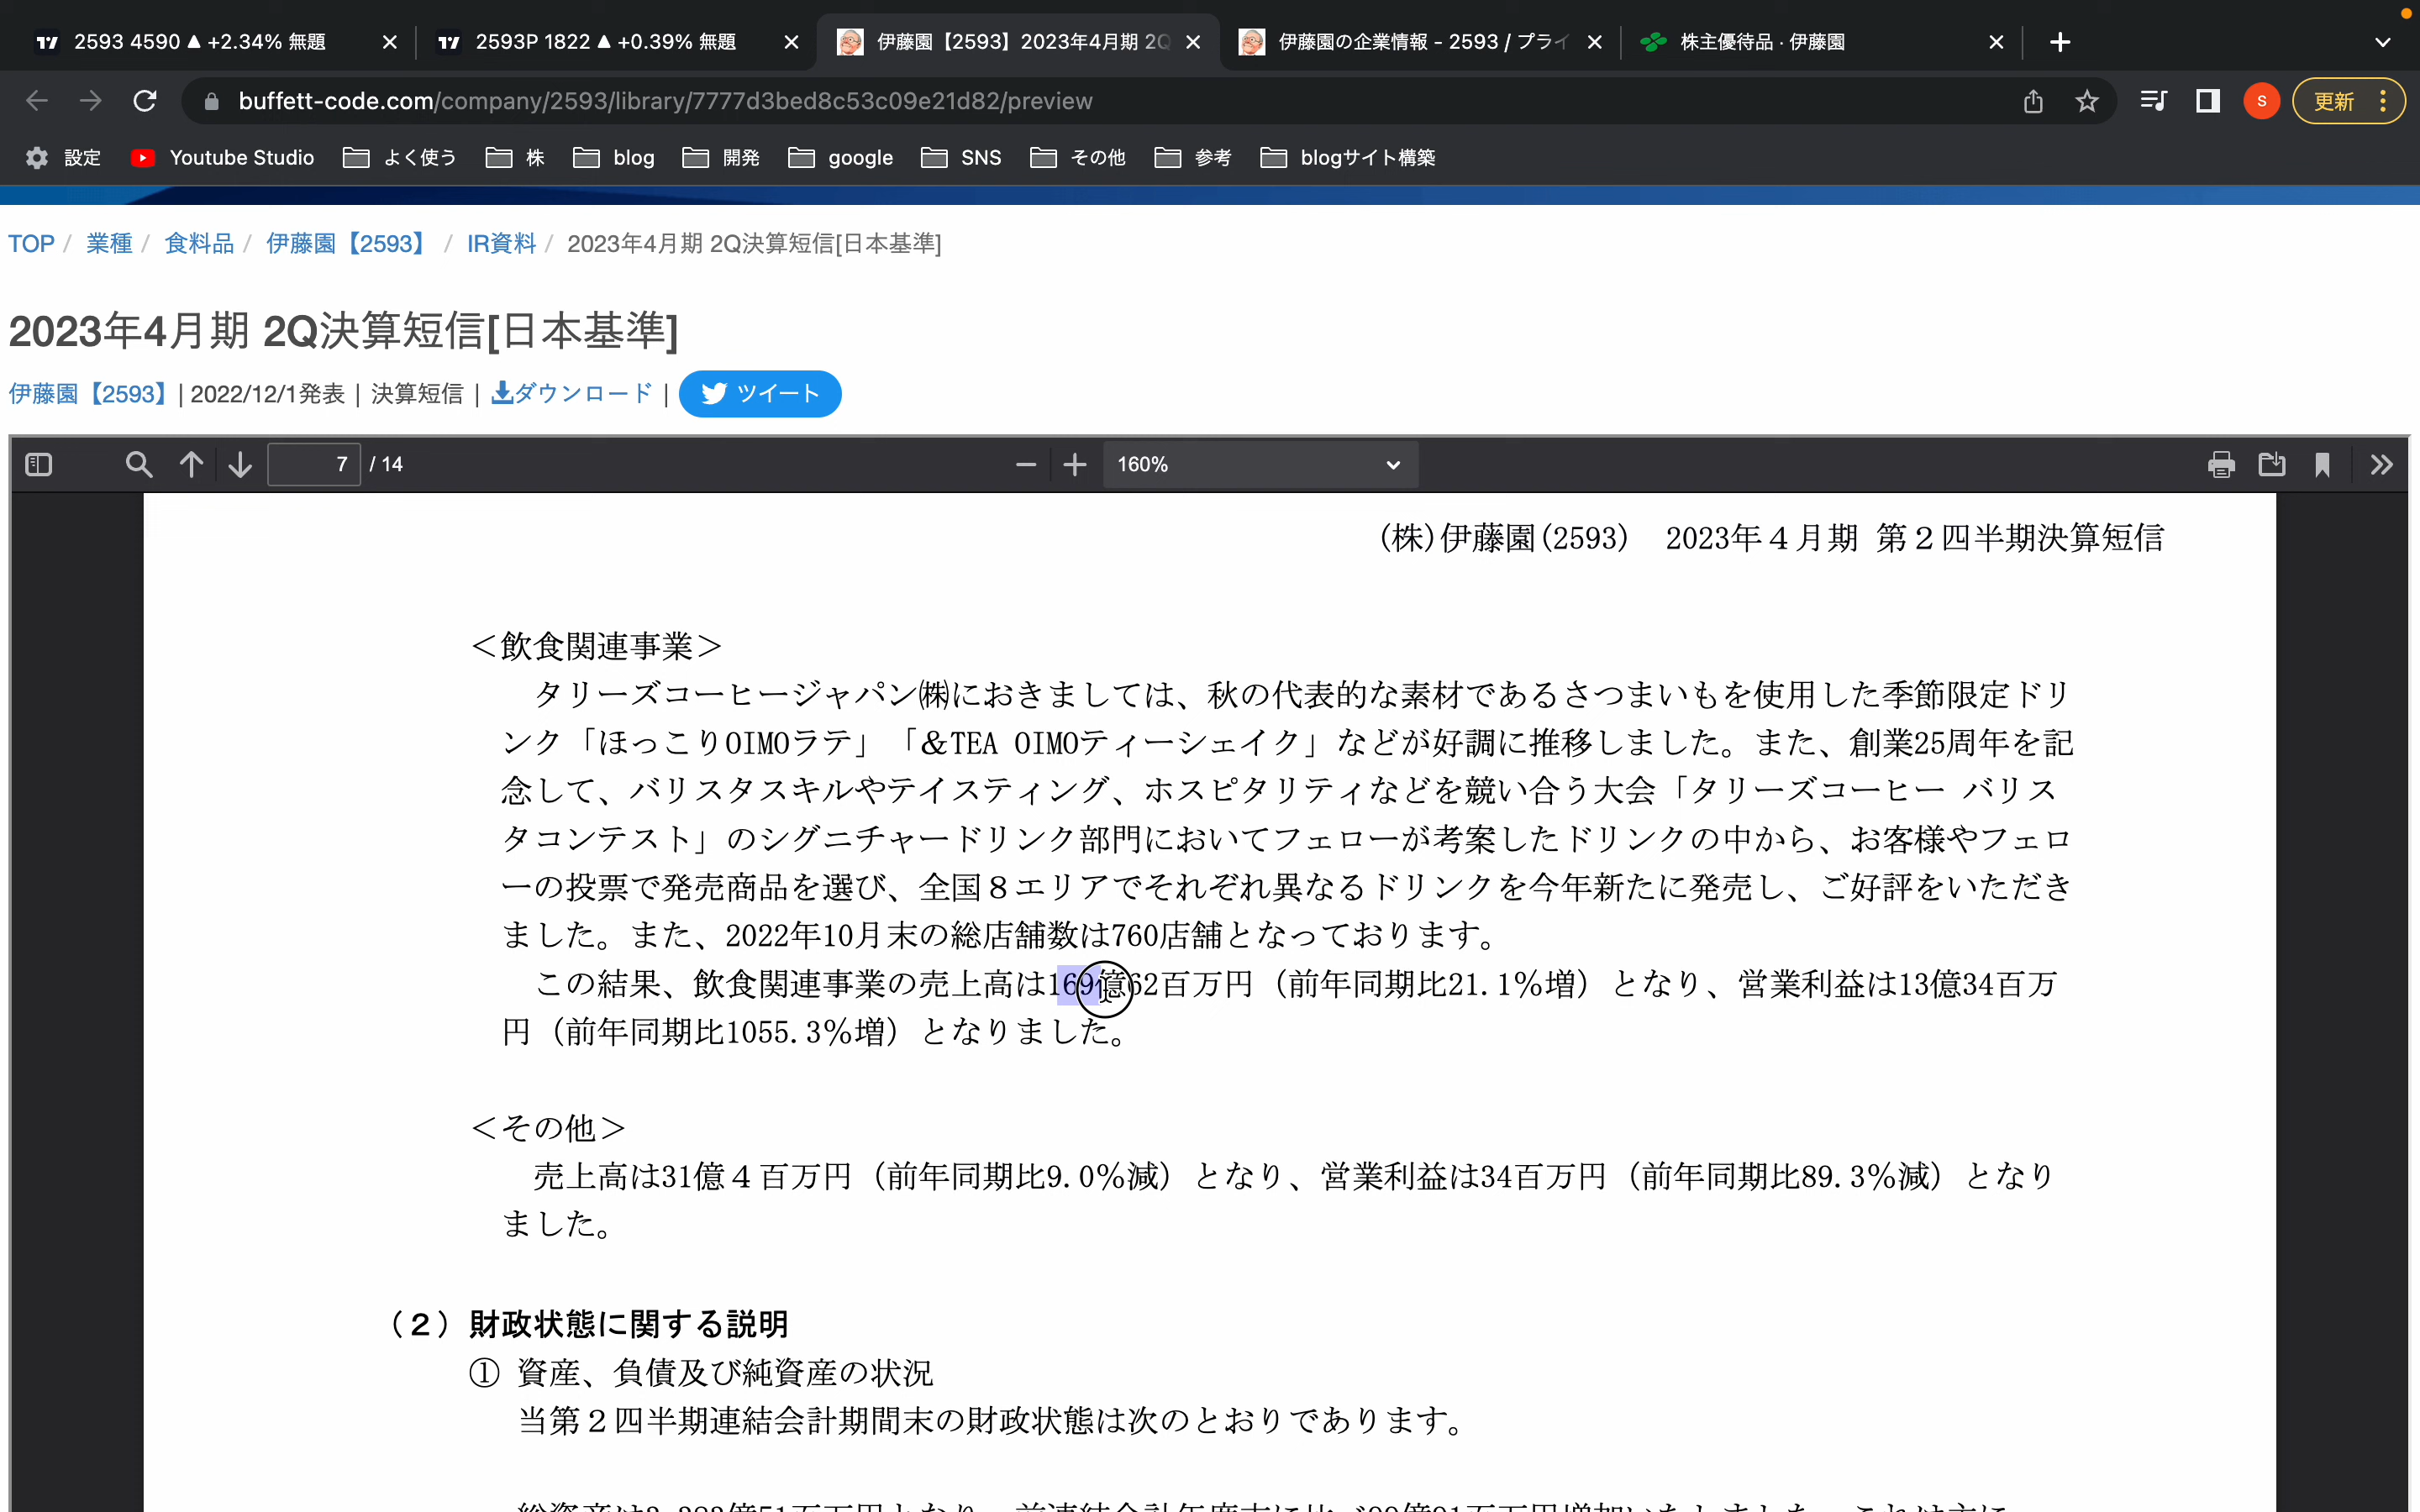 2593 4590 ▲ +2.34% 無題
2593P 1822 ▲ +0.39% 無題
伊藤園【2593】2023年4月期 2Q
伊藤園の企業情報 - 2593 / プライ
株主優待品 · 伊藤園
buffett-code.com/company/2593/library/7777d3bed8c53c09e21d82/preview
S
更新
設定
Youtube Studio
よく使う
株
blog
開発
google
SNS
その他
参考
blogサイト構築
TOP / 業種 / 食料品 / 伊藤園【2593】 / IR資料 / 2023年4月期 2Q決算短信[日本基準]
2023年4月期 2Q決算短信[日本基準]
伊藤園【2593】| 2022/12/1発表 | 決算短信 | ダウンロード | ツイート
7 / 14
160%
(株)伊藤園(2593) 2023年４月期 第２四半期決算短信
＜飲食関連事業＞
タリーズコーヒージャパン㈱におきましては、秋の代表的な素材であるさつまいもを使用した季節限定ドリ
ンク「ほっこりOIMOラテ」「＆TEA OIMOティーシェイク」などが好調に推移しました。また、創業25周年を記
念して、バリスタスキルやテイスティング、ホスピタリティなどを競い合う大会「タリーズコーヒー バリス
タコンテスト」のシグニチャードリンク部門においてフェローが考案したドリンクの中から、お客様やフェロ
ーの投票で発売商品を選び、全国８エリアでそれぞれ異なるドリンクを今年新たに発売し、ご好評をいただき
ました。また、2022年10月末の総店舗数は760店舗となっております。
この結果、飲食関連事業の売上高は169億62百万円（前年同期比21.1％増）となり、営業利益は13億34百万
円（前年同期比1055.3％増）となりました。
＜その他＞
売上高は31億４百万円（前年同期比9.0％減）となり、営業利益は34百万円（前年同期比89.3％減）となり
ました。
（２）財政状態に関する説明
① 資産、負債及び純資産の状況
当第２四半期連結会計期間末の財政状態は次のとおりであります。